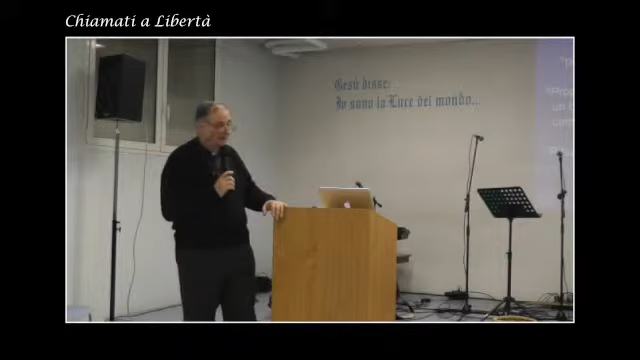 Chiamati a Libertà
Gesù disse:
Io sono la Luce del mondo...